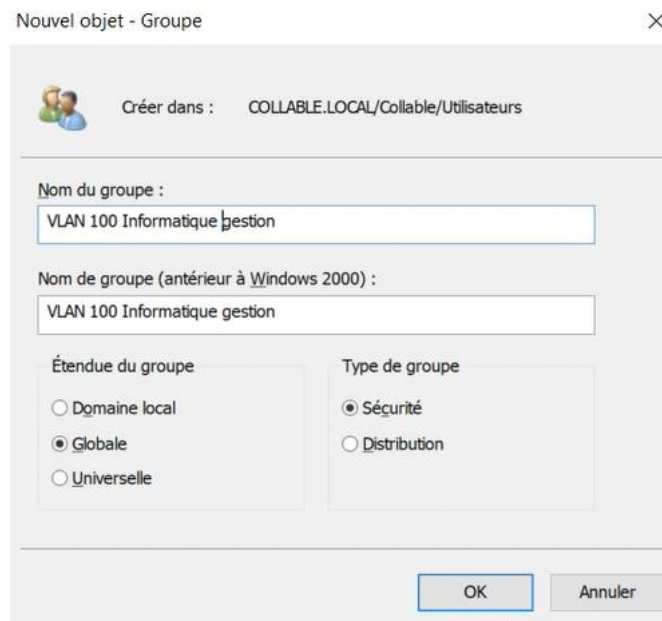 Nouvel objet - Groupe
Créer dans : COLLABLE.LOCAL/Collable/Utilisateurs
Nom du groupe :
VLAN 100 Informatique gestion
Nom de groupe (antérieur à Windows 2000) :
VLAN 100 Informatique gestion
Étendue du groupe
Domaine local
Globale
Universelle
Type de groupe
Sécurité
Distribution
OK
Annuler